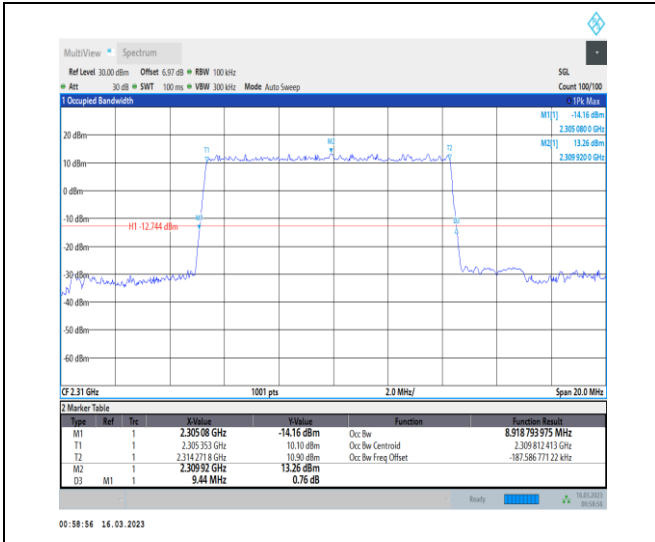 MultiView Spectrum
Ref Level 30.00 dBm Offset 6.97 dB RBW 100 kHz SGL
Att 30 dB SWT 100 ms VBW 300 kHz Mode Auto Sweep Count 100/100
1 Occupied Bandwidth 1Pk Max
M1[1] -14.16 dBm
2.305 080 0 GHz
M2[1] 13.26 dBm
2.309 920 0 GHz
20 dBm
T1 M2 T2
10 dBm
0 dBm
-10 dBm
H1 -12.744 dBm
-20 dBm
-30 dBm
-40 dBm
-50 dBm
-60 dBm
CF 2.31 GHz 1001 pts 2.0 MHz/ Span 20.0 MHz
2 Marker Table
Type Ref Trc X-Value Y-Value Function Function Result
M1 1 2.305 08 GHz -14.16 dBm Occ Bw 8.918 793 975 MHz
T1 1 2.305 353 GHz 10.10 dBm Occ Bw Centroid 2.309 812 413 GHz
T2 1 2.314 271 8 GHz 10.90 dBm Occ Bw Freq Offset -187.586 771 22 kHz
M2 1 2.309 92 GHz 13.26 dBm
D3 M1 1 9.44 MHz 0.76 dB
Ready 16.03.2023
00:58:56
00:58:56 16.03.2023